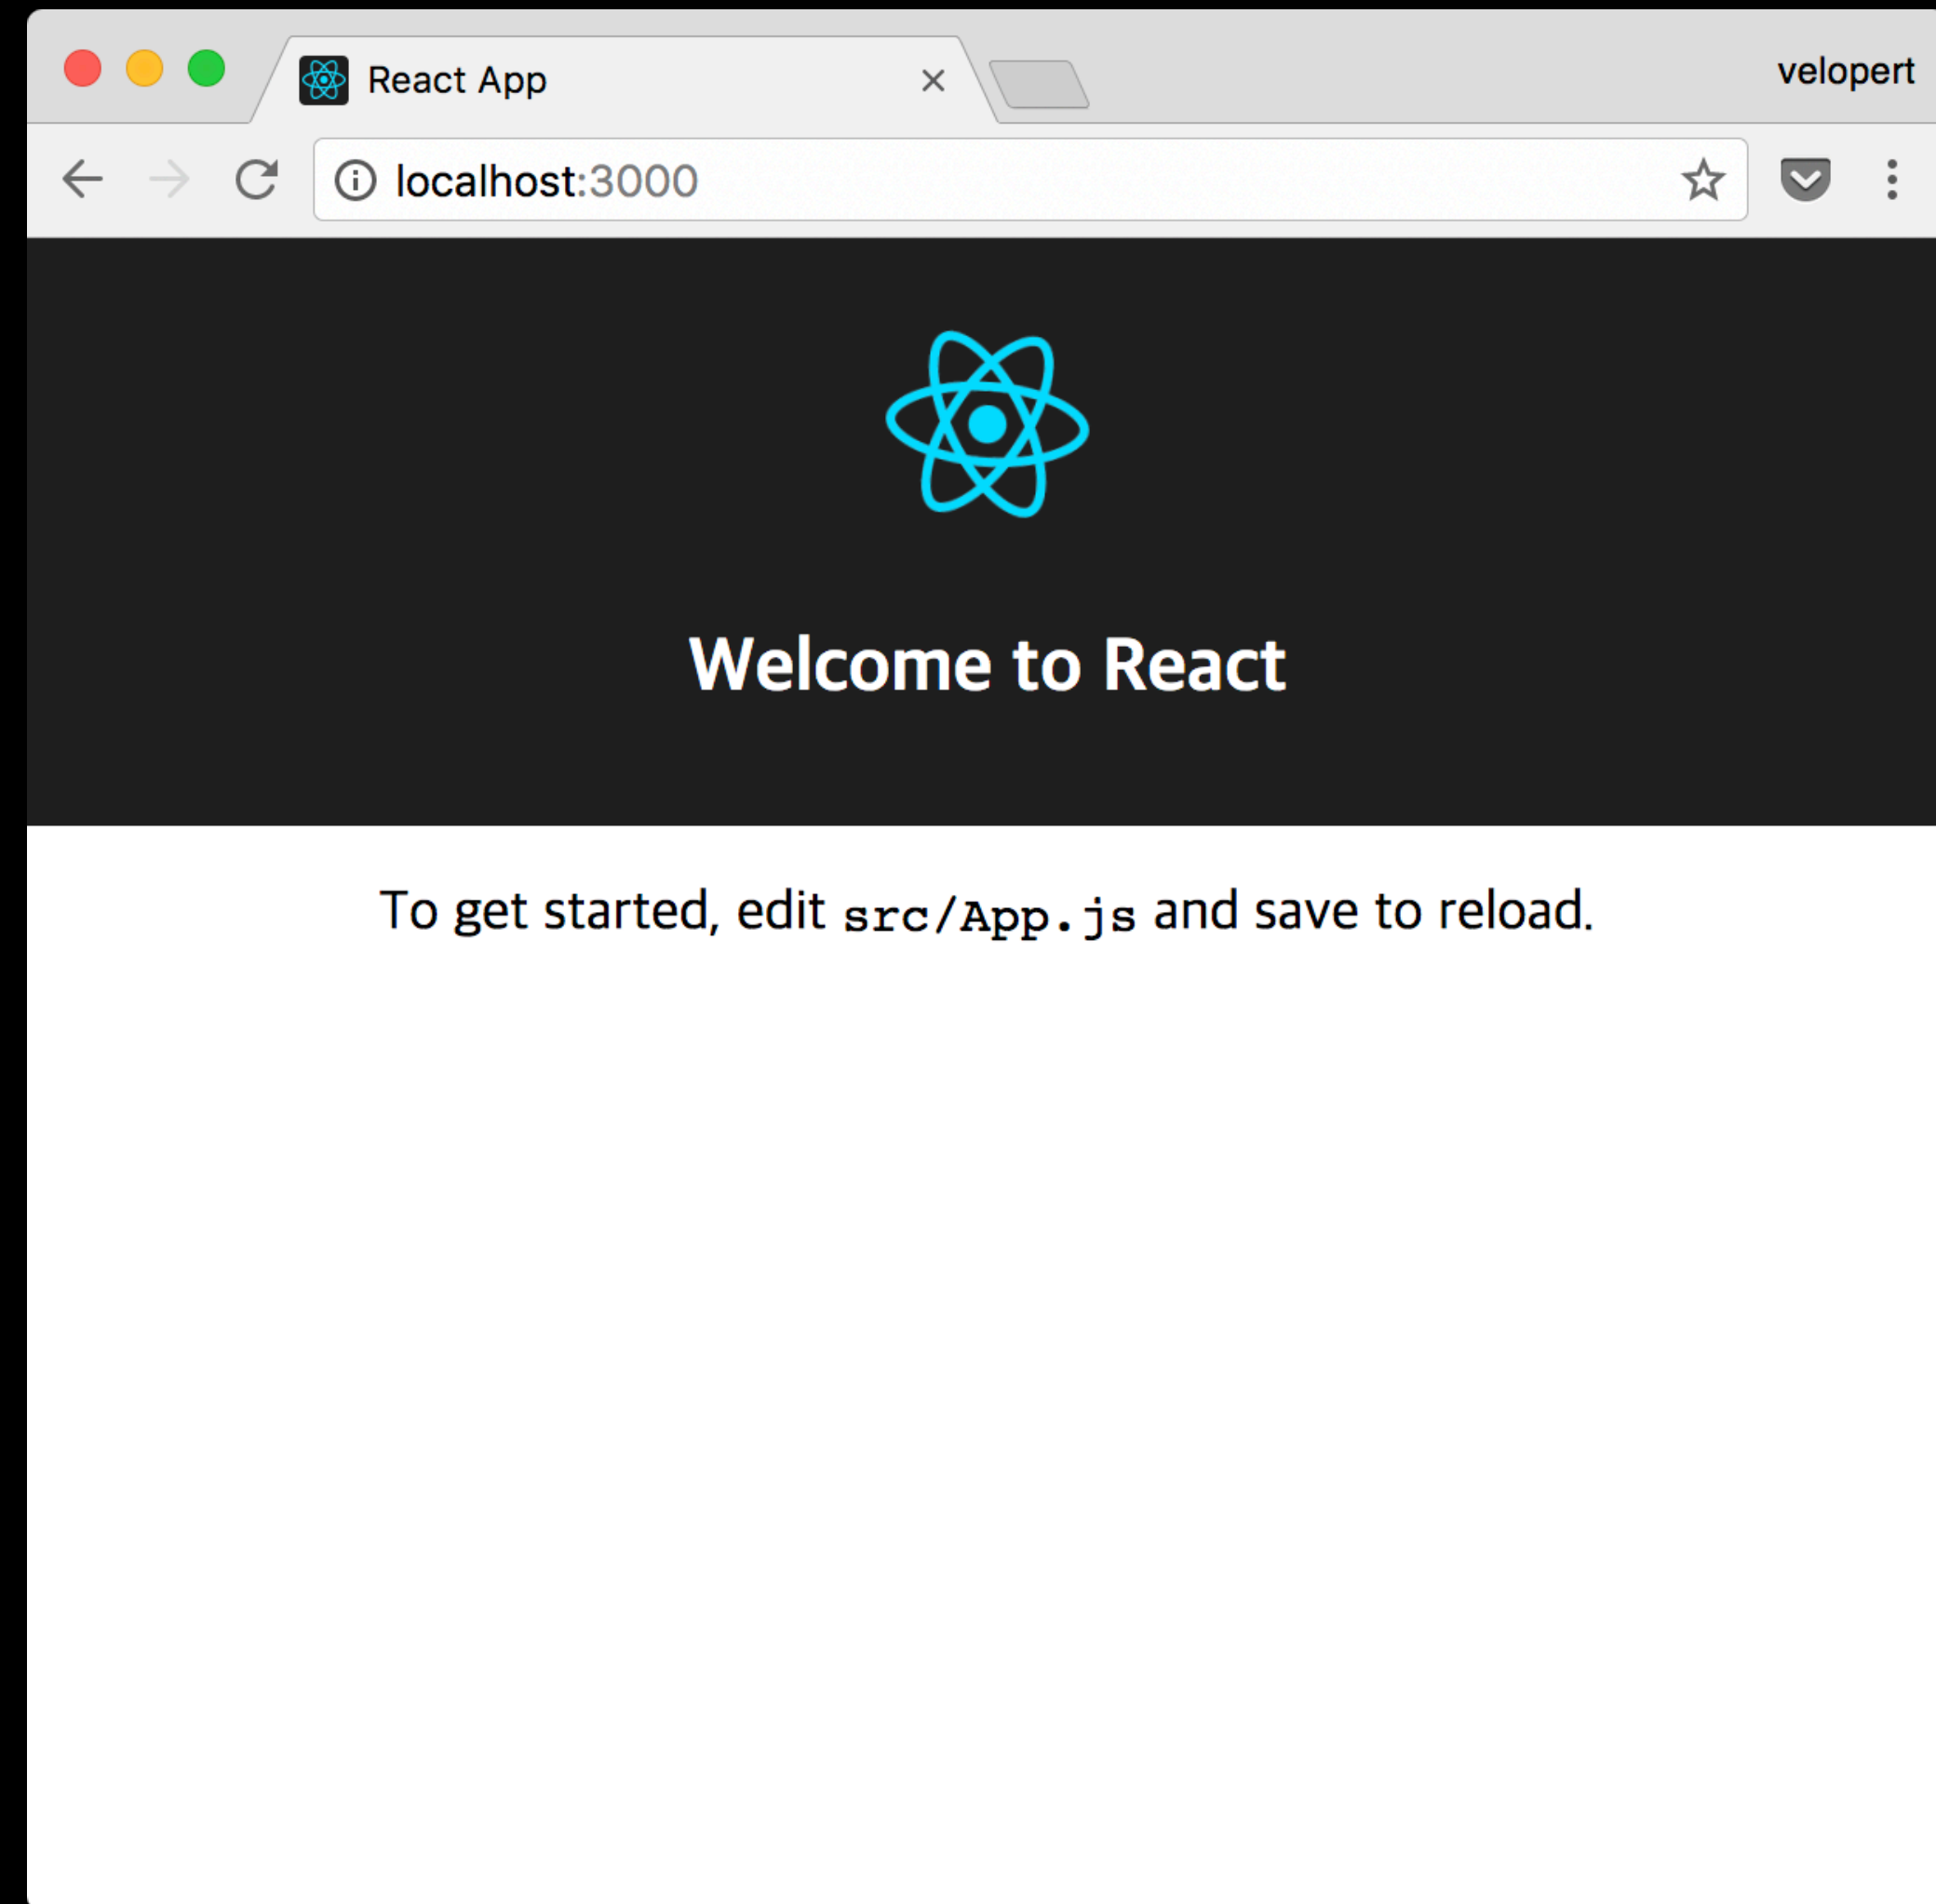 React App
velopert
localhost:3000
Welcome to React
To get started, edit src/App.js and save to reload.